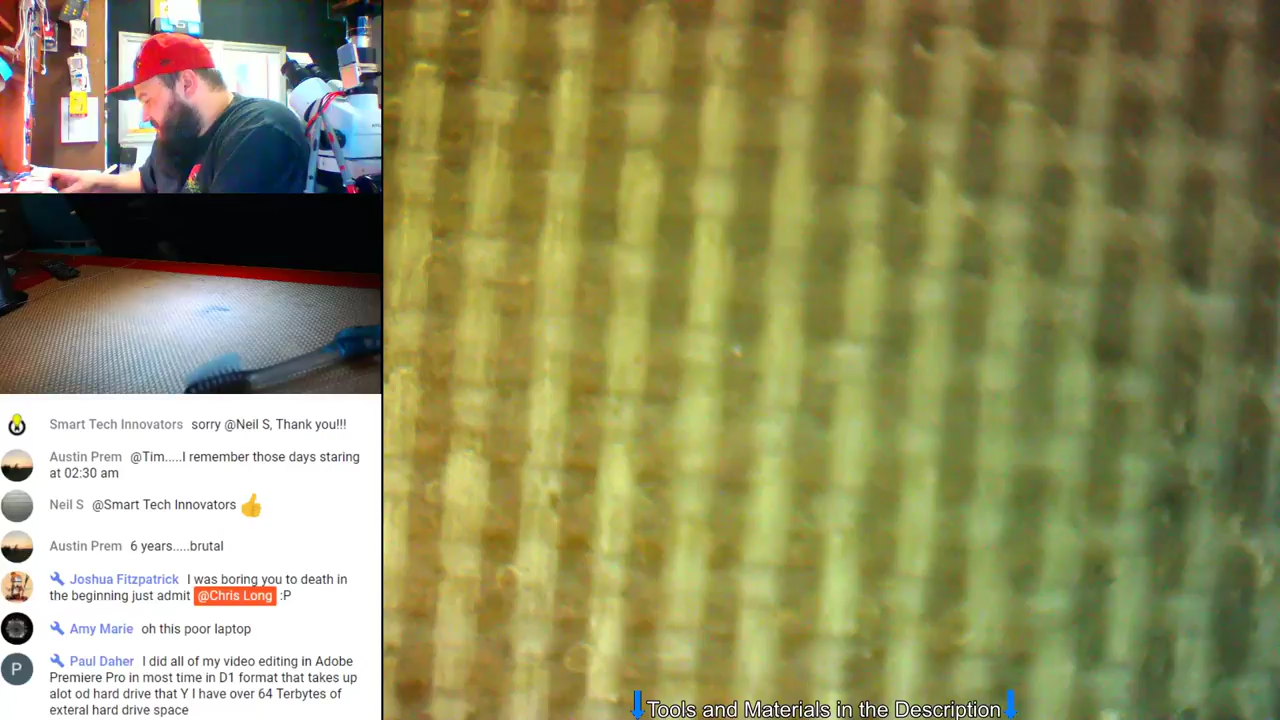 Smart Tech Innovators sorry @Neil S, Thank you!!!
Austin Prem @Tim.....I remember those days staring
at 02:30 am
Neil S @Smart Tech Innovators 👍
Austin Prem 6 years.....brutal
Joshua Fitzpatrick I was boring you to death in
the beginning just admit @Chris Long :P
Amy Marie oh this poor laptop
P
Paul Daher I did all of my video editing in Adobe
Premiere Pro in most time in D1 format that takes up
alot od hard drive that Y I have over 64 Terbytes of
exteral hard drive space
Tools and Materials in the Description